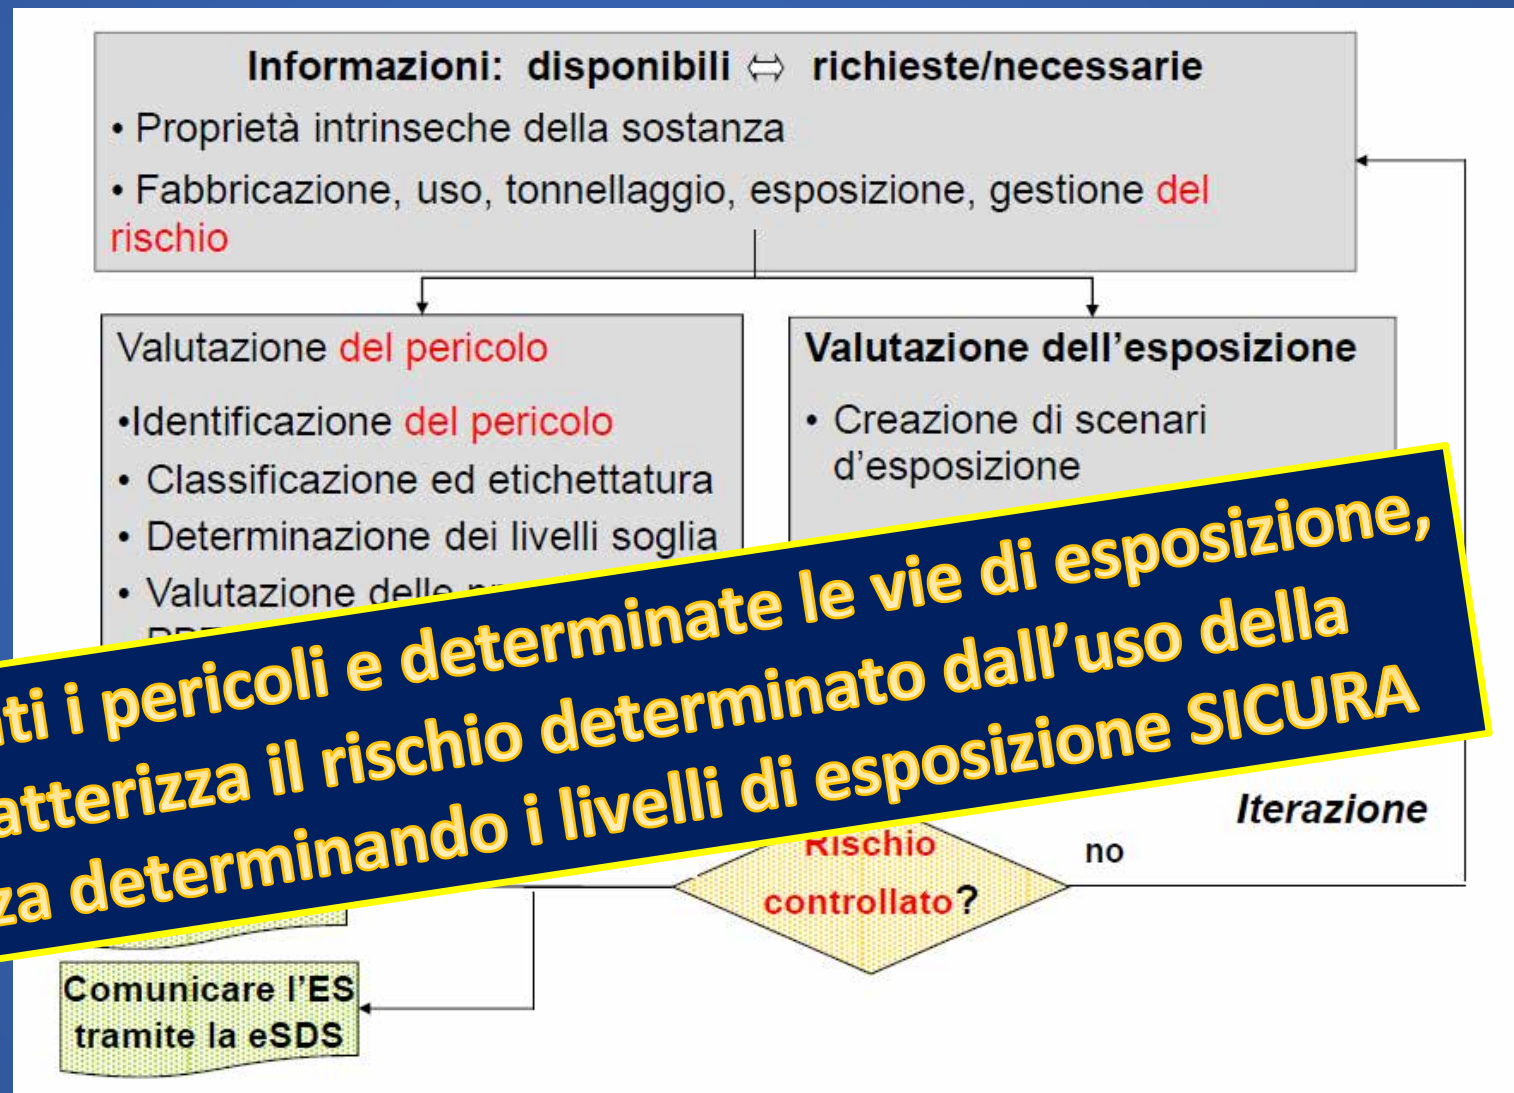 Informazioni: disponibili ⇔ richieste/necessarie
• Proprietà intrinseche della sostanza
• Fabbricazione, uso, tonnellaggio, esposizione, gestione del
rischio
Valutazione del pericolo
•Identificazione del pericolo
• Classificazione ed etichettatura
• Determinazione dei livelli soglia
• Valutazione delle
Valutazione dell'esposizione
• Creazione di scenari
d'esposizione
i pericoli e determinate le vie di esposizione,
il rischio determinato dall'uso della
determinando i livelli di esposizione SICURA
Iterazione
Rischio
controllato?
no
Comunicare l'ES
tramite la eSDS